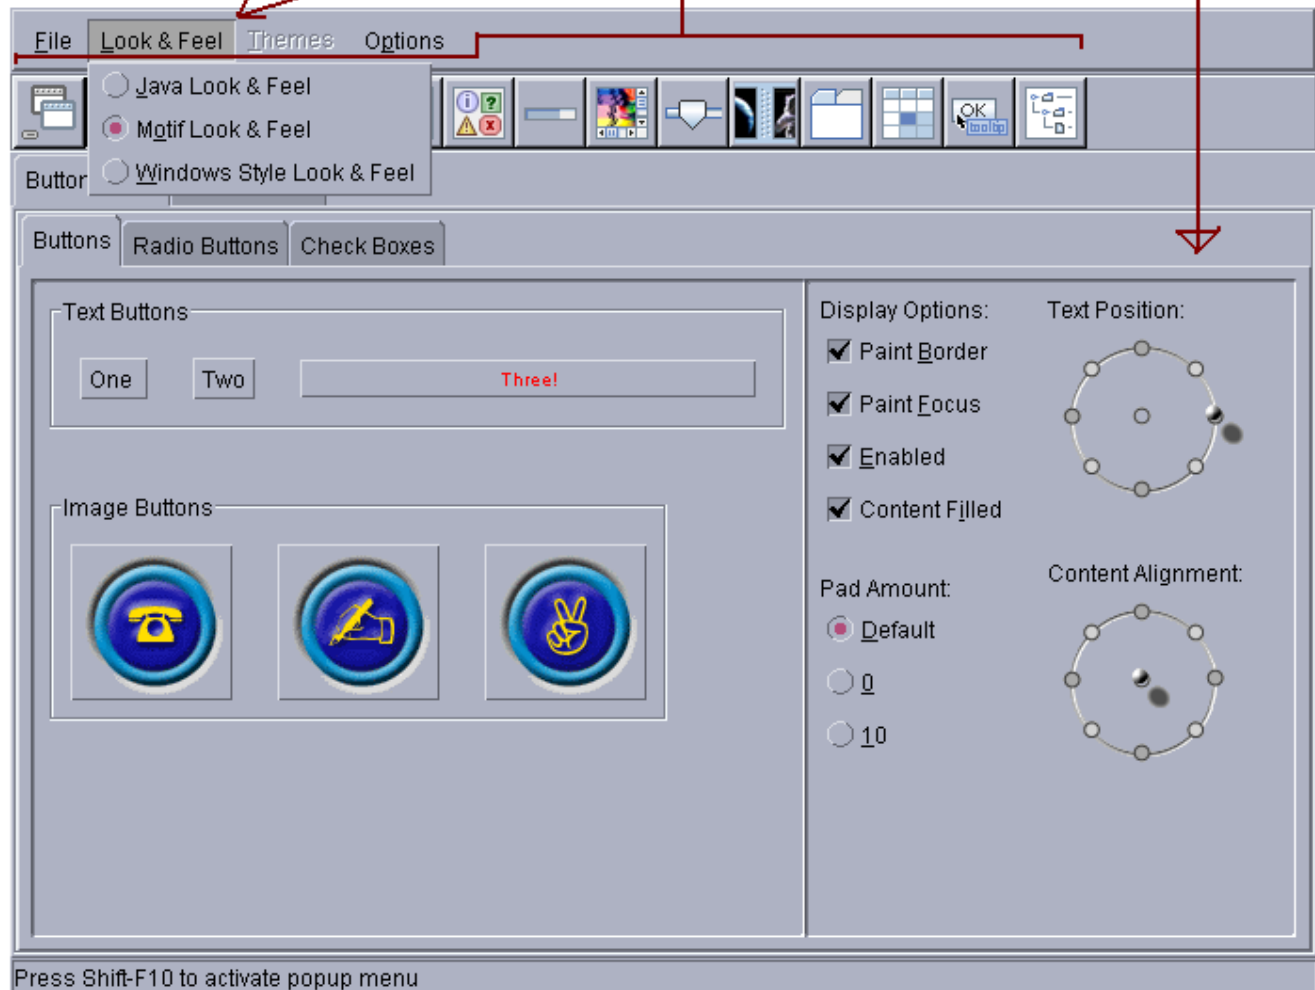 File Look & Feel Themes Options
Java Look & Feel
Motif Look & Feel
Windows Style Look & Feel
OK
tooltip
Button
Buttons Radio Buttons Check Boxes
Text Buttons
One Two Three!
Image Buttons
Display Options:
Paint Border
Paint Focus
Enabled
Content Filled
Pad Amount:
Default
0
10
Text Position:
Content Alignment:
Press Shift-F10 to activate popup menu